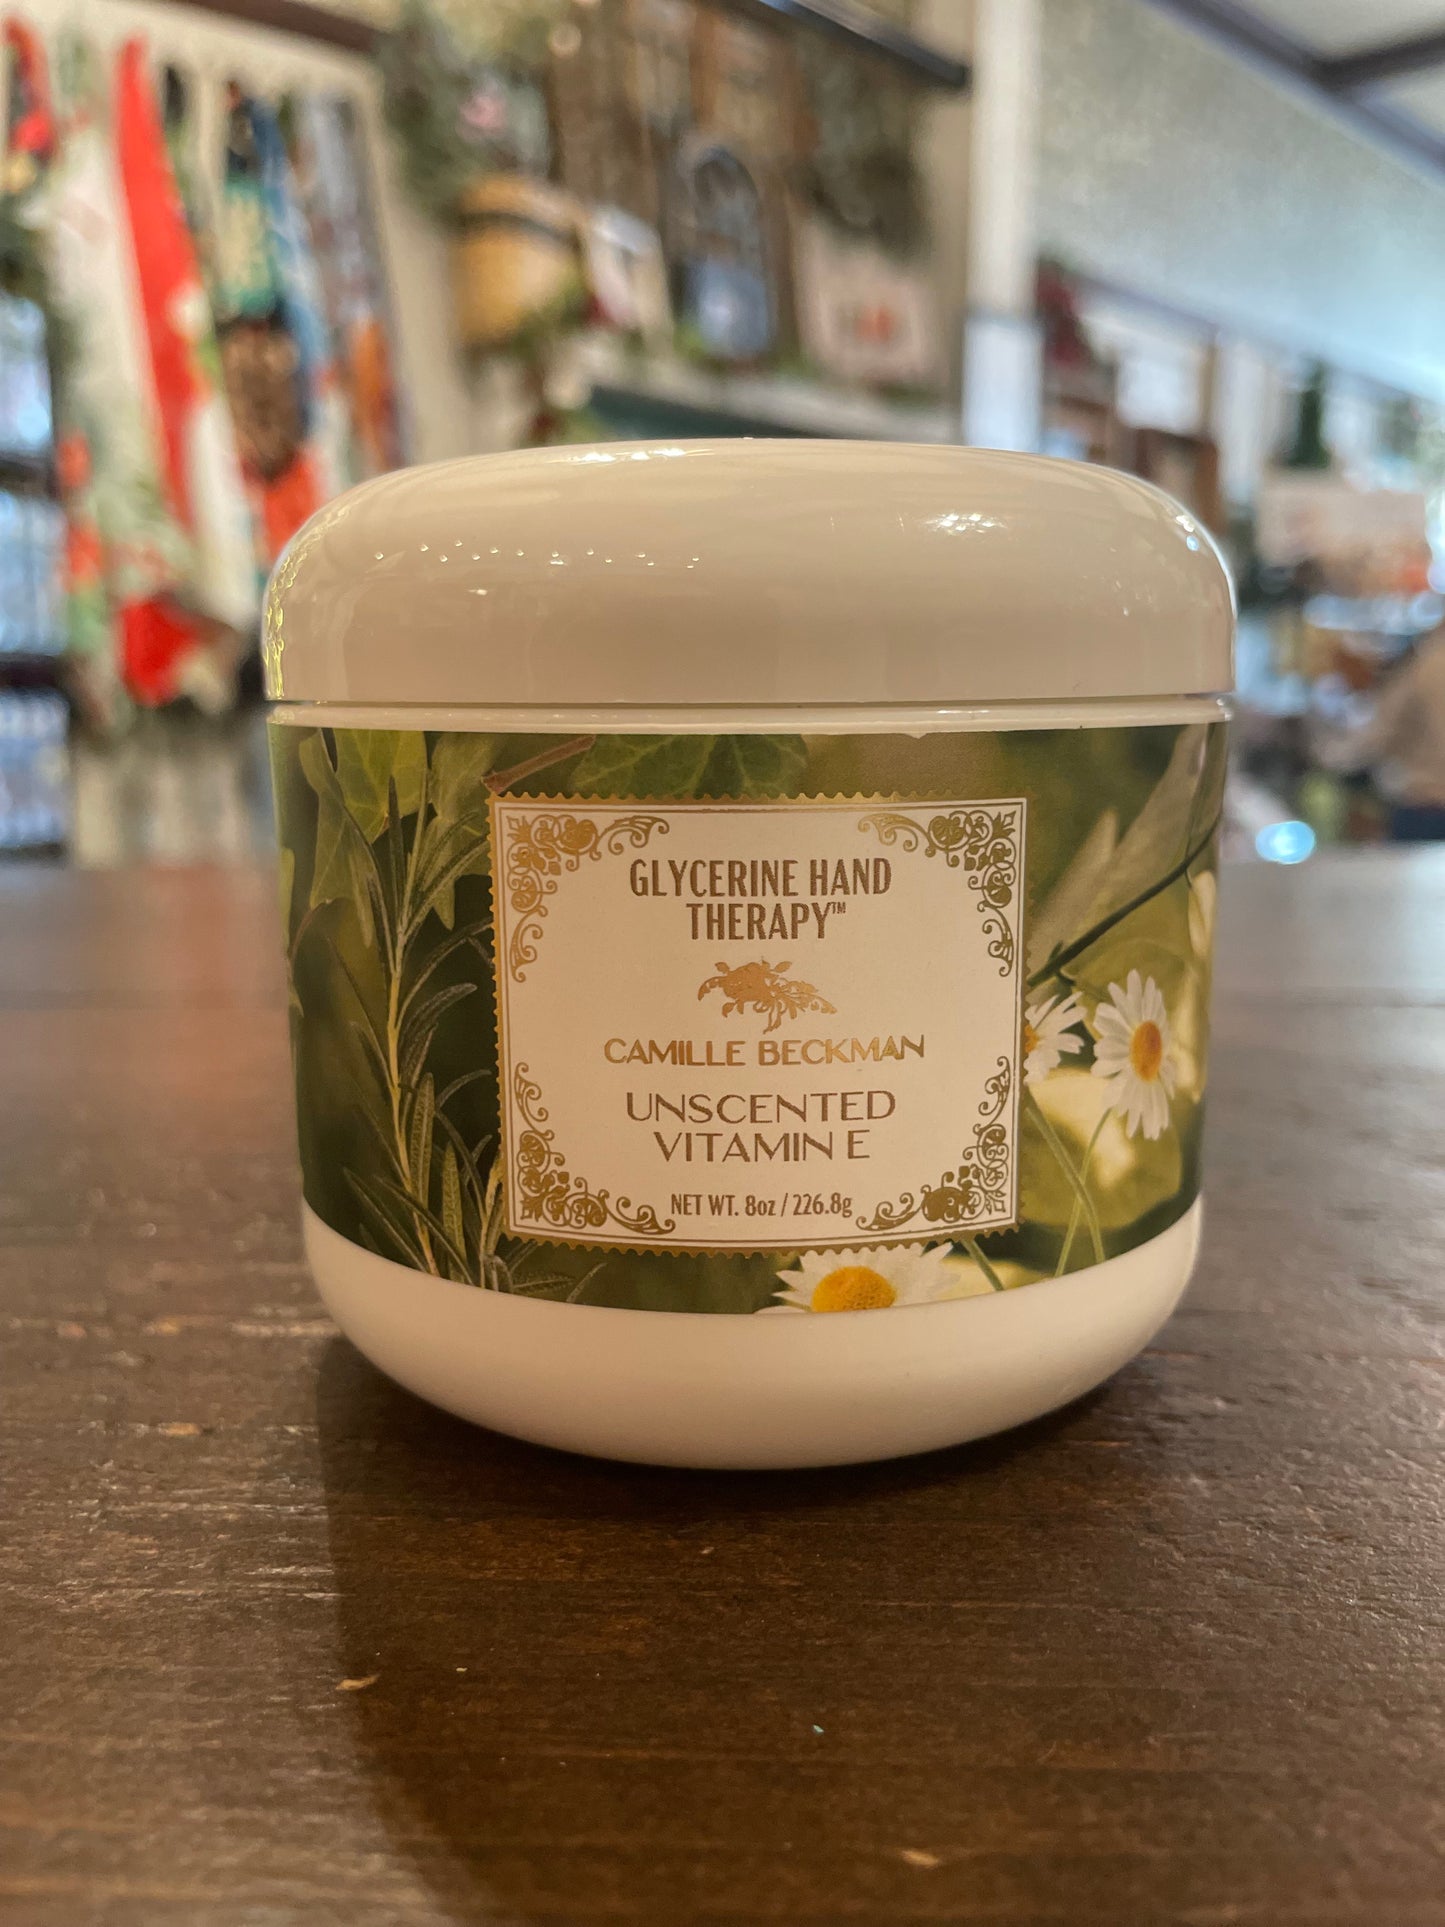 GLYCERINE HAND
THERAPY™
CAMILLE BECKMAN
UNSCENTED
VITAMIN E
NET WT. 8oz / 226.8g